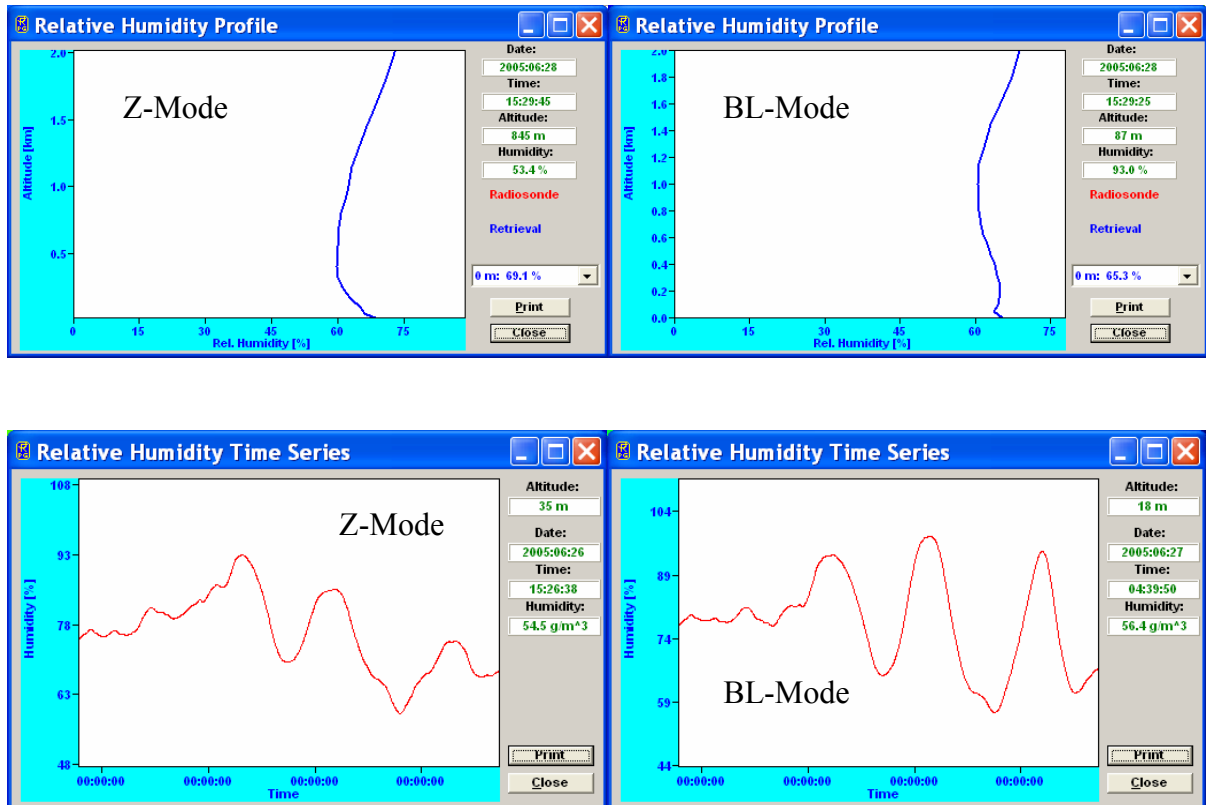 Relative Humidity Profile
Z-Mode
2.0
1.5
1.0
0.5
Altitude [km]
0 15 30 45 60 75
Rel. Humidity [%]
Date:
2005:06:28
Time:
15:29:45
Altitude:
845 m
Humidity:
53.4 %
Radiosonde
Retrieval
0 m: 69.1 %
Print
Close
Relative Humidity Profile
BL-Mode
2.0
1.8
1.6
1.4
1.2
1.0
0.8
0.6
0.4
0.2
0.0
Altitude [km]
0 15 30 45 60 75
Rel. Humidity [%]
Date:
2005:06:28
Time:
15:29:25
Altitude:
87 m
Humidity:
93.0 %
Radiosonde
Retrieval
0 m: 65.3 %
Print
Close
Relative Humidity Time Series
Z-Mode
108
93
78
63
48
Humidity [%]
00:00:00 00:00:00 00:00:00 00:00:00
Time
Altitude:
35 m
Date:
2005:06:26
Time:
15:26:38
Humidity:
54.5 g/m^3
Print
Close
Relative Humidity Time Series
BL-Mode
104
89
74
59
44
Humidity [%]
00:00:00 00:00:00 00:00:00 00:00:00
Time
Altitude:
18 m
Date:
2005:06:27
Time:
04:39:50
Humidity:
56.4 g/m^3
Print
Close